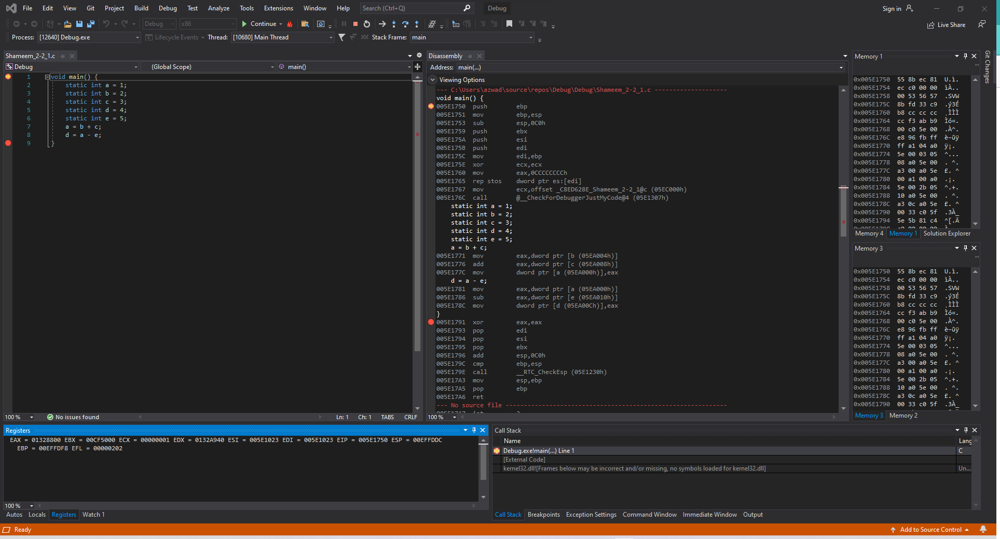 File Edit View Git Project Build Debug Test Analyze Tools Extensions Window Help Search (Ctrl+Q) Debug Sign in
Debug x86 Continue Live Share
Process: [12640] Debug.exe Lifecycle Events Thread: [10680] Main Thread Stack Frame: main
Shameem_2-2_1.c
Debug (Global Scope) main()
1 void main() {
2 static int a = 1;
3 static int b = 2;
4 static int c = 3;
5 static int d = 4;
6 static int e = 5;
7 a = b + c;
8 d = a - e;
9 }
100 % No issues found Ln: 1 Ch: 1 TABS CRLF
Disassembly
Address: main(...)
Viewing Options
--- C:\Users\azwad\source\repos\Debug\Debug\Shameem_2-2_1.c --------------------
void main() {
005E1750 push ebp
005E1751 mov ebp,esp
005E1753 sub esp,0C0h
005E1759 push ebx
005E175A push esi
005E175B push edi
005E175C mov edi,ebp
005E175E xor ecx,ecx
005E1760 mov eax,0CCCCCCCCh
005E1765 rep stos dword ptr es:[edi]
005E1767 mov ecx,offset _C8ED628E_Shameem_2-2_1@c (05EC000h)
005E176C call @__CheckForDebuggerJustMyCode@4 (05E1307h)
static int a = 1;
static int b = 2;
static int c = 3;
static int d = 4;
static int e = 5;
a = b + c;
005E1771 mov eax,dword ptr [b (05EA004h)]
005E1776 add eax,dword ptr [c (05EA008h)]
005E177C mov dword ptr [a (05EA000h)],eax
d = a - e;
005E1781 mov eax,dword ptr [a (05EA000h)]
005E1786 sub eax,dword ptr [e (05EA010h)]
005E178C mov dword ptr [d (05EA00Ch)],eax
}
005E1791 xor eax,eax
005E1793 pop edi
005E1794 pop esi
005E1795 pop ebx
005E1796 add esp,0C0h
005E179C cmp ebp,esp
005E179E call __RTC_CheckEsp (05E1230h)
005E17A3 mov esp,ebp
005E17A5 pop ebp
005E17A6 ret
--- No source file -------------------------------------------------------------
005E17A7 int 3
100 %
Memory 1
0x005E1750 55 8b ec 81 U.ì.
0x005E1754 ec c0 00 00 ìÀ..
0x005E1758 00 53 56 57 .SVW
0x005E175C 8b fd 33 c9 .ý3É
0x005E1760 b8 cc cc cc ¸ÌÌÌ
0x005E1764 cc f3 ab b9 Ìó«.
0x005E1768 00 c0 5e 00 .À^.
0x005E176C e8 96 fb ff è–ûÿ
0x005E1770 ff a1 04 a0 ÿ¡.
0x005E1774 5e 00 03 05 ^...
0x005E1778 08 a0 5e 00 . ^.
0x005E177C a3 00 a0 5e £. ^
0x005E1780 00 a1 00 a0 .¡.
0x005E1784 5e 00 2b 05 ^.+.
0x005E1788 10 a0 5e 00 . ^.
0x005E178C a3 0c a0 5e £. ^
0x005E1790 00 33 c0 5f .3À_
0x005E1794 5e 5b 81 c4 ^[.Ä
Memory 4 Memory 1 Solution Explorer
Memory 3
0x005E1750 55 8b ec 81 U.ì.
0x005E1754 ec c0 00 00 ìÀ..
0x005E1758 00 53 56 57 .SVW
0x005E175C 8b fd 33 c9 .ý3É
0x005E1760 b8 cc cc cc ¸ÌÌÌ
0x005E1764 cc f3 ab b9 Ìó«.
0x005E1768 00 c0 5e 00 .À^.
0x005E176C e8 96 fb ff è–ûÿ
0x005E1770 ff a1 04 a0 ÿ¡.
0x005E1774 5e 00 03 05 ^...
0x005E1778 08 a0 5e 00 . ^.
0x005E177C a3 00 a0 5e £. ^
0x005E1780 00 a1 00 a0 .¡.
0x005E1784 5e 00 2b 05 ^.+.
0x005E1788 10 a0 5e 00 . ^.
0x005E178C a3 0c a0 5e £. ^
0x005E1790 00 33 c0 5f .3À_
Memory 3 Memory 2
Git Changes
Registers
EAX = 01328800 EBX = 00CF5000 ECX = 00000001 EDX = 0132A940 ESI = 005E1023 EDI = 005E1023 EIP = 005E1750 ESP = 00EFFDDC
EBP = 00EFFDF8 EFL = 00000202
100 %
Autos Locals Registers Watch 1
Call Stack
Name Lang
Debug.exe!main(...) Line 1 C
[External Code]
kernel32.dll![Frames below may be incorrect and/or missing, no symbols loaded for kernel32.dll] Un...
Call Stack Breakpoints Exception Settings Command Window Immediate Window Output
Ready Add to Source Control